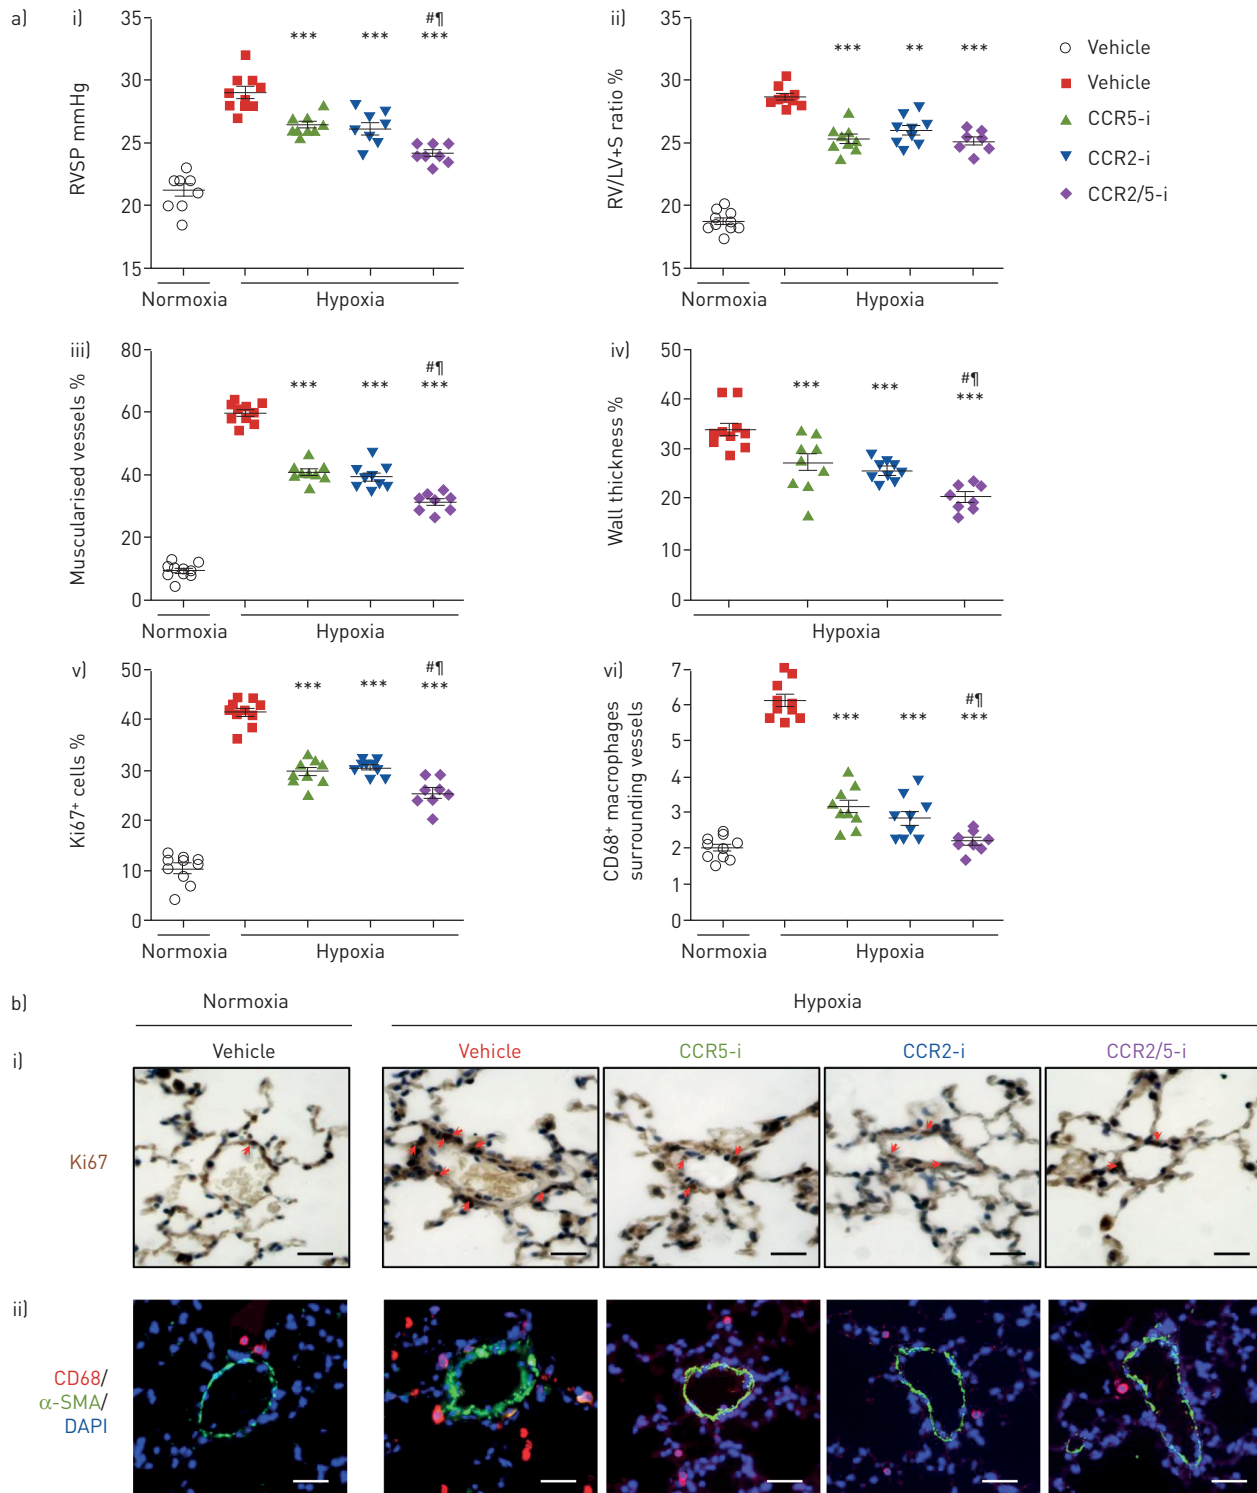 a)
i)
RVSP mmHg
35
30
25
20
15
***
***
#¶
***
Normoxia
Hypoxia
ii)
RV/LV+S ratio %
35
30
25
20
15
***
**
***
Normoxia
Hypoxia
Vehicle
Vehicle
CCR5-i
CCR2-i
CCR2/5-i
iii)
Muscularised vessels %
80
60
40
20
0
***
***
#¶
***
Normoxia
Hypoxia
iv)
Wall thickness %
50
40
30
20
10
0
***
***
#¶
***
Hypoxia
v)
Ki67+ cells %
50
40
30
20
10
0
***
***
#¶
***
Normoxia
Hypoxia
vi)
CD68+ macrophages
surrounding vessels
7
6
5
4
3
2
1
0
***
***
#¶
***
Normoxia
Hypoxia
b)
Normoxia
Hypoxia
i)
Vehicle
Vehicle
CCR5-i
CCR2-i
CCR2/5-i
Ki67
ii)
CD68/
α-SMA/
DAPI